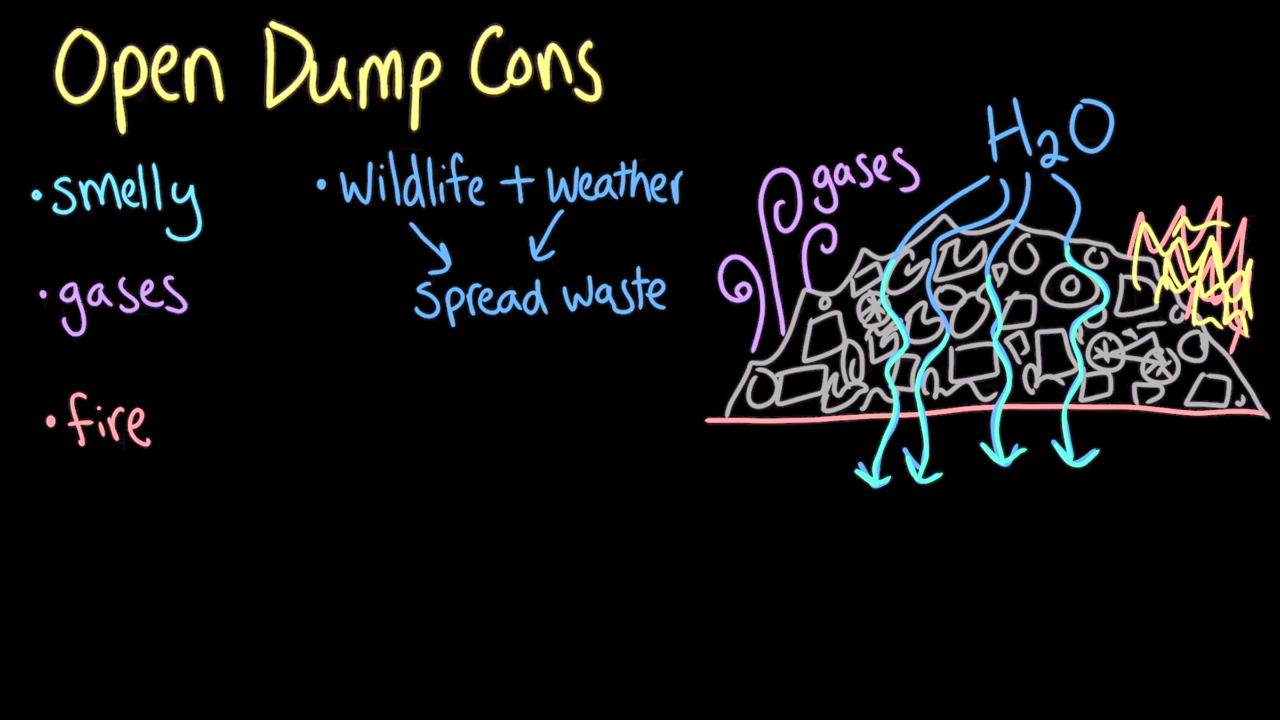 Open Dump Cons
• smelly
• gases
• fire
• Wildlife + Weather
spread waste
gases
H₂O